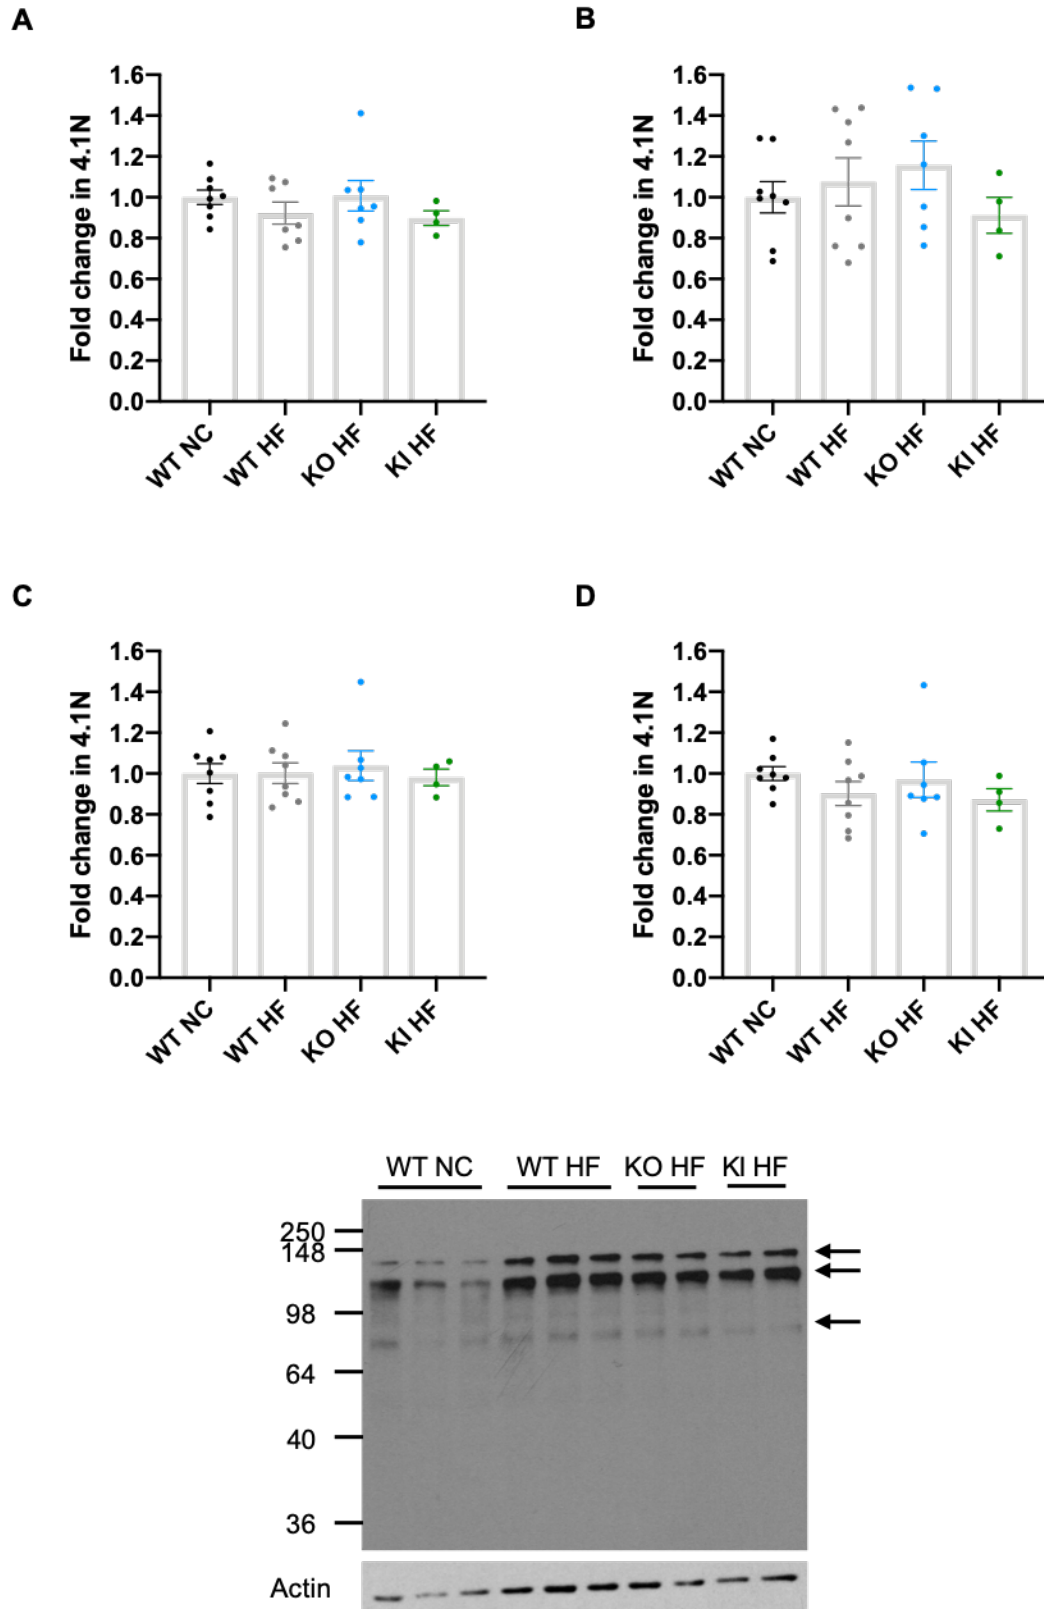 A
Fold change in 4.1N
1.6
1.4
1.2
1.0
0.8
0.6
0.4
0.2
0.0
WT NC
WT HF
KO HF
KI HF
B
Fold change in 4.1N
1.6
1.4
1.2
1.0
0.8
0.6
0.4
0.2
0.0
WT NC
WT HF
KO HF
KI HF
C
Fold change in 4.1N
1.6
1.4
1.2
1.0
0.8
0.6
0.4
0.2
0.0
WT NC
WT HF
KO HF
KI HF
D
Fold change in 4.1N
1.6
1.4
1.2
1.0
0.8
0.6
0.4
0.2
0.0
WT NC
WT HF
KO HF
KI HF
WT NC WT HF KO HF KI HF
250
148
98
64
40
36
Actin